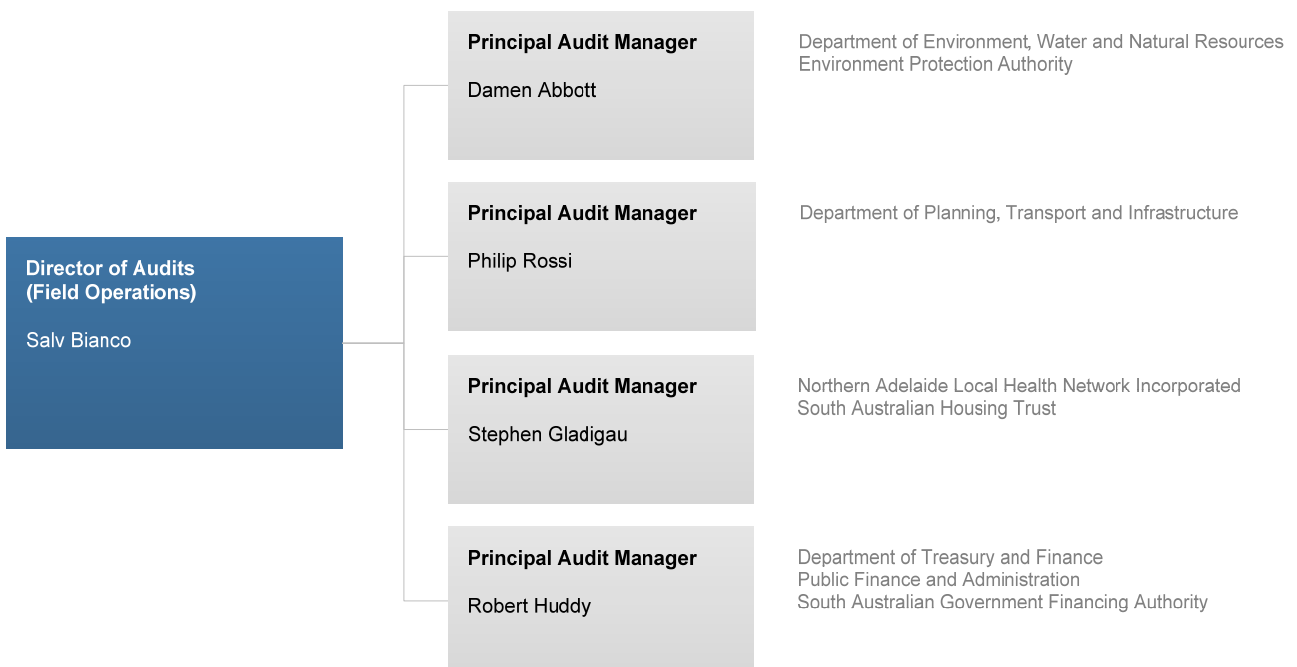 Director of Audits
(Field Operations)
Salv Bianco
Principal Audit Manager
Damen Abbott
Department of Environment, Water and Natural Resources
Environment Protection Authority
Principal Audit Manager
Philip Rossi
Department of Planning, Transport and Infrastructure
Principal Audit Manager
Stephen Gladigau
Northern Adelaide Local Health Network Incorporated
South Australian Housing Trust
Principal Audit Manager
Robert Huddy
Department of Treasury and Finance
Public Finance and Administration
South Australian Government Financing Authority